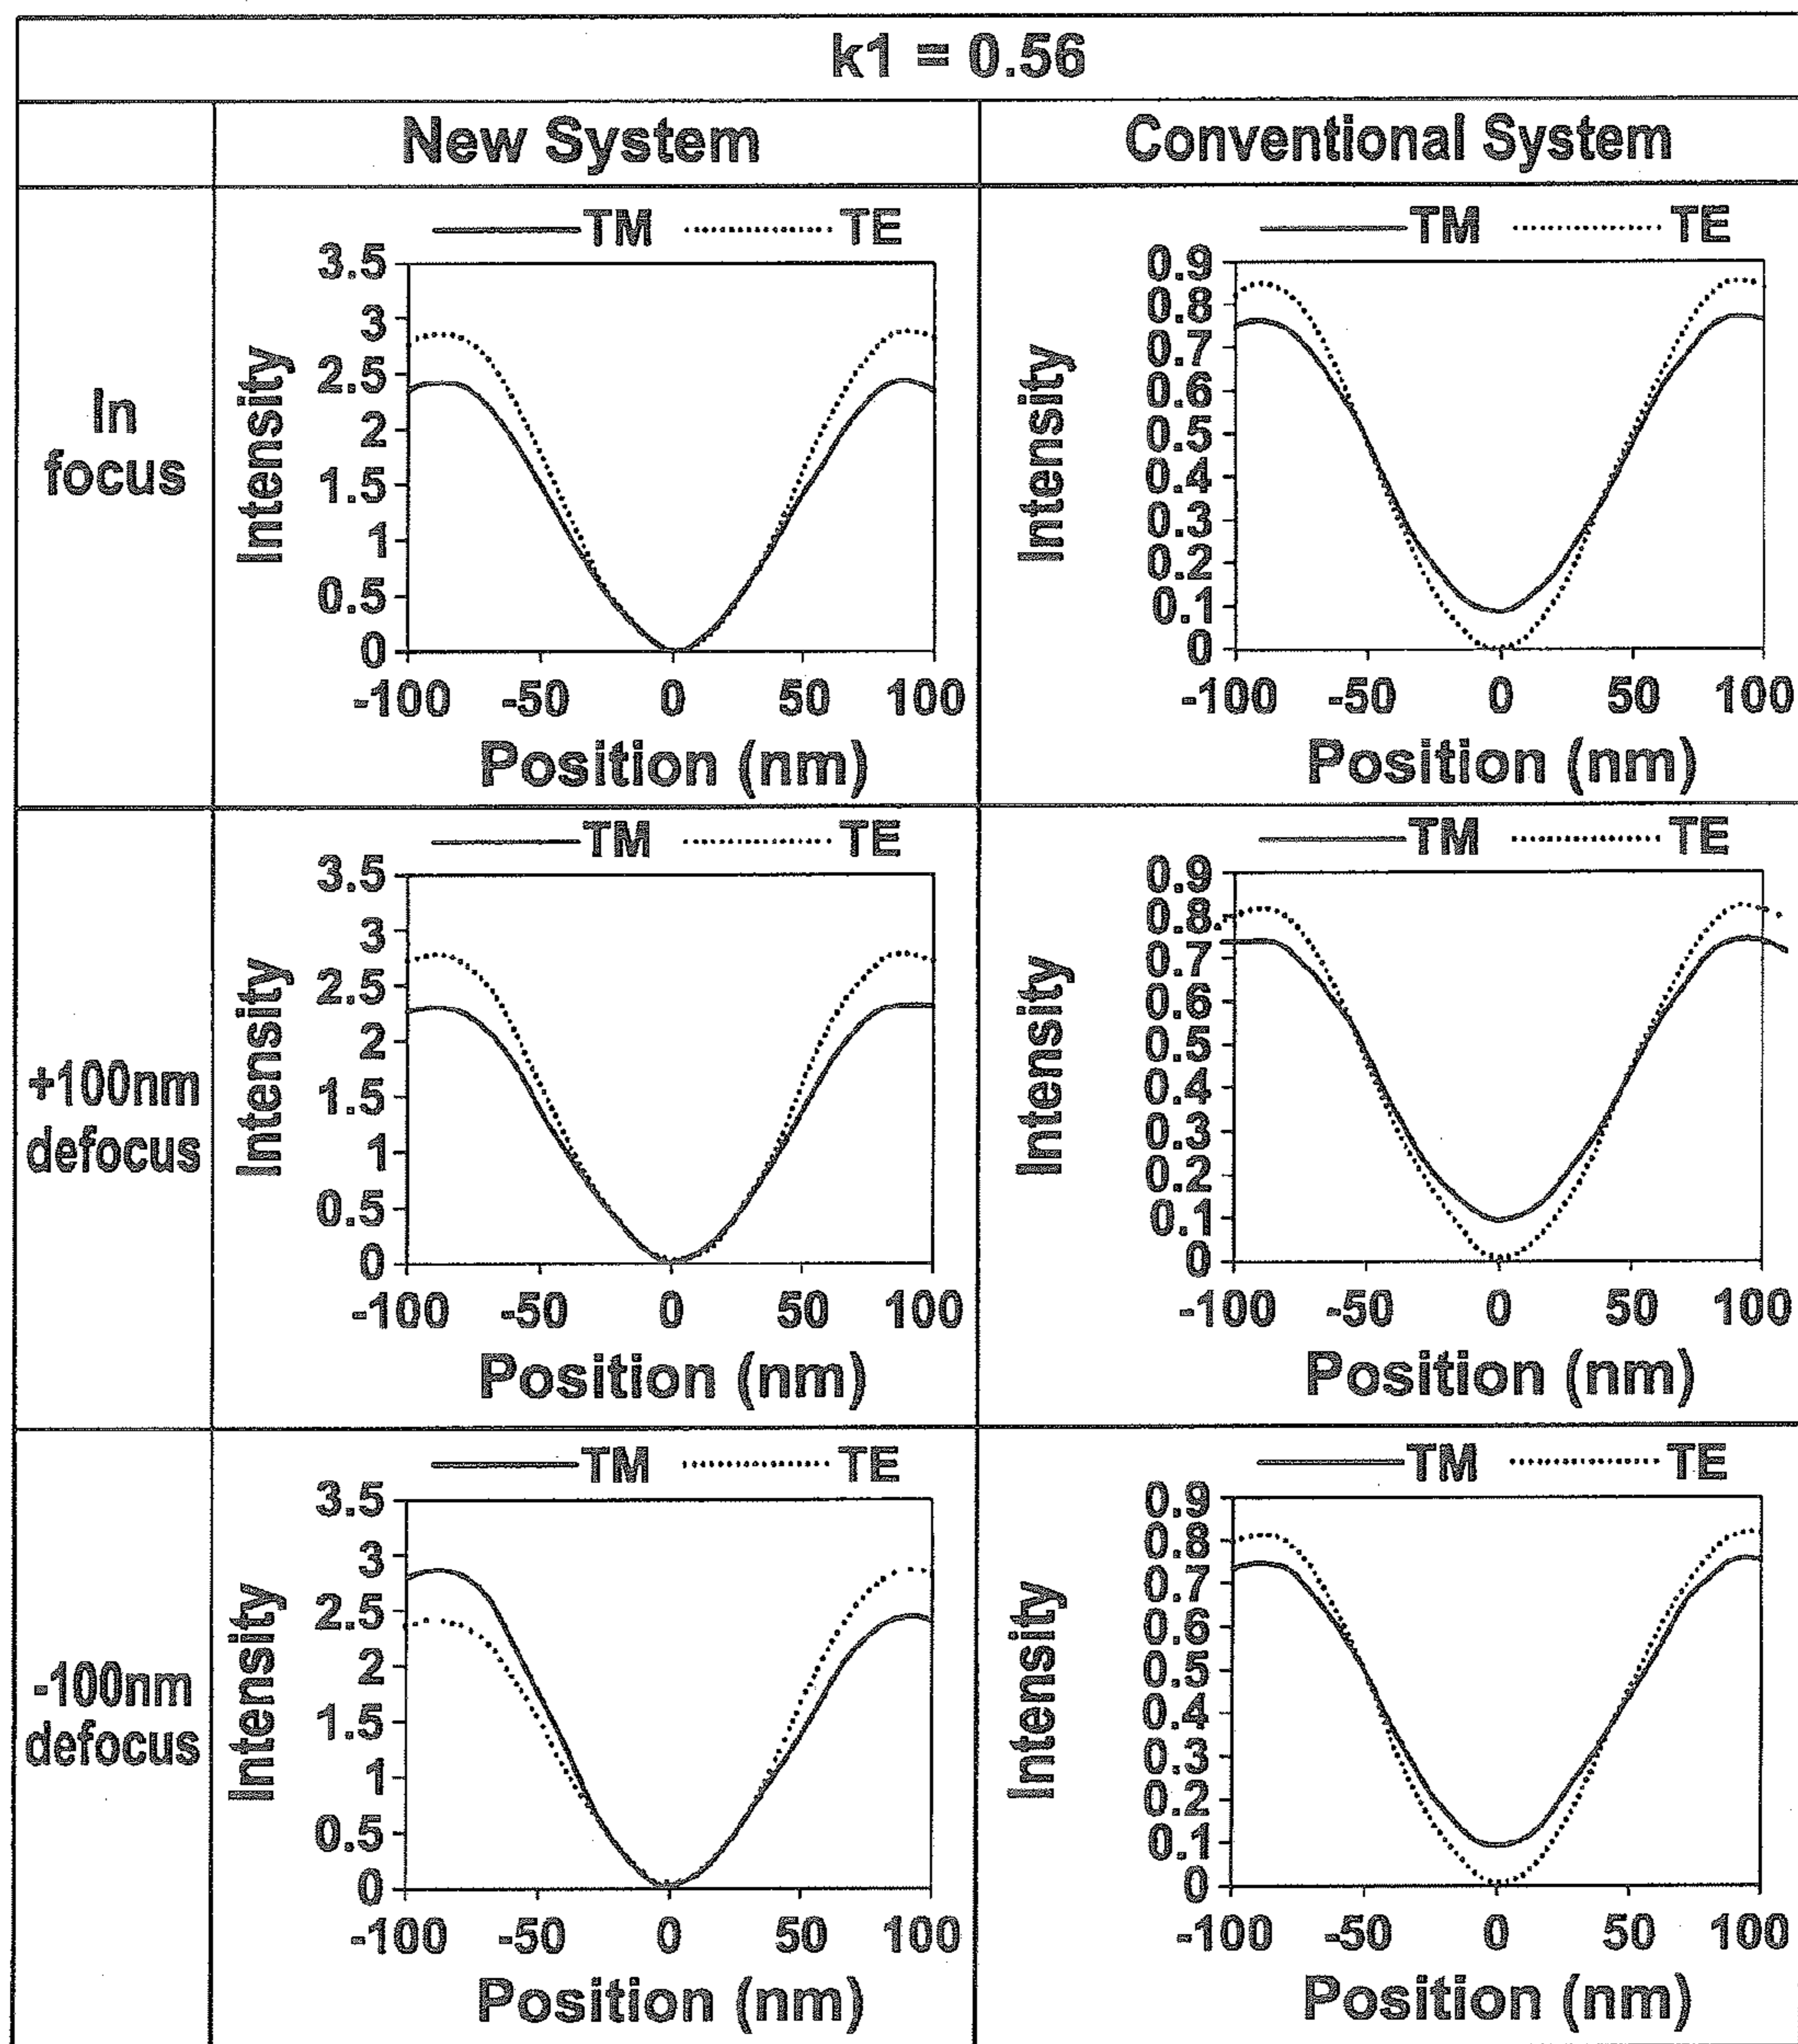 k1 = 0.56
New System
Conventional System
In
focus
TM TE
3.5
3
2.5
2
1.5
1
0.5
0
Intensity
-100 -50 0 50 100
Position (nm)
TM TE
0.9
0.8
0.7
0.6
0.5
0.4
0.3
0.2
0.1
0
Intensity
-100 -50 0 50 100
Position (nm)
+100nm
defocus
TM TE
3.5
3
2.5
2
1.5
1
0.5
0
Intensity
-100 -50 0 50 100
Position (nm)
TM TE
0.9
0.8
0.7
0.6
0.5
0.4
0.3
0.2
0.1
0
Intensity
-100 -50 0 50 100
Position (nm)
-100nm
defocus
TM TE
3.5
3
2.5
2
1.5
1
0.5
0
Intensity
-100 -50 0 50 100
Position (nm)
TM TE
0.9
0.8
0.7
0.6
0.5
0.4
0.3
0.2
0.1
0
Intensity
-100 -50 0 50 100
Position (nm)